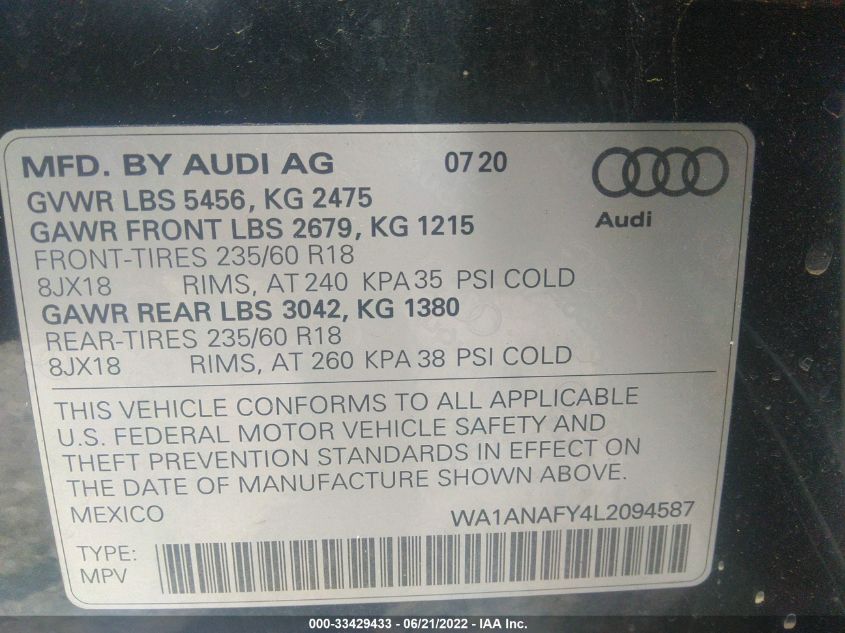 MFD. BY AUDI AG 07 20
Audi
GVWR LBS 5456, KG 2475
GAWR FRONT LBS 2679, KG 1215
FRONT-TIRES 235/60 R18
8JX18 RIMS, AT 240 KPA 35 PSI COLD
GAWR REAR LBS 3042, KG 1380
REAR-TIRES 235/60 R18
8JX18 RIMS, AT 260 KPA 38 PSI COLD
THIS VEHICLE CONFORMS TO ALL APPLICABLE
U.S. FEDERAL MOTOR VEHICLE SAFETY AND
THEFT PREVENTION STANDARDS IN EFFECT ON
THE DATE OF MANUFACTURE SHOWN ABOVE.
MEXICO WA1ANAFY4L2094587
TYPE:
MPV
000-33429433 - 06/21/2022 - IAA Inc.